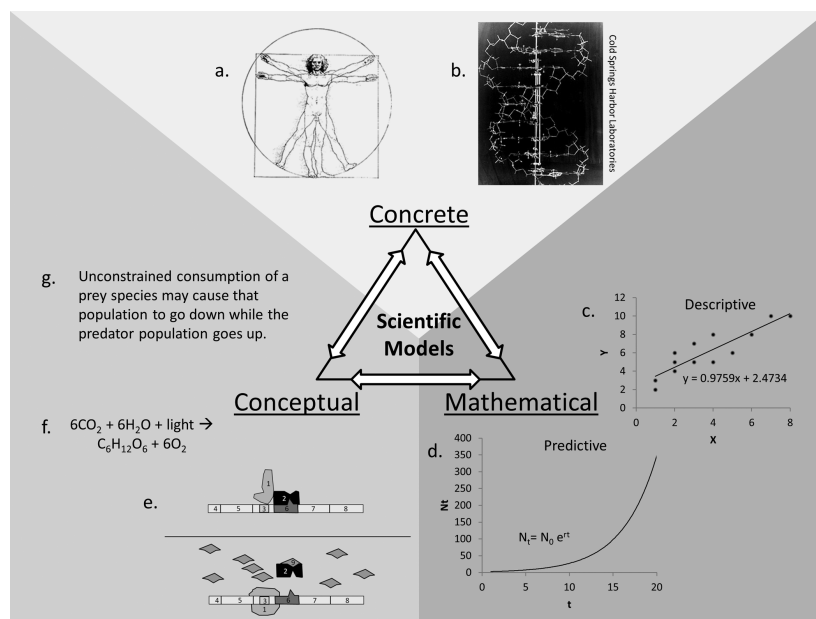 a.
b.
Cold Springs Harbor Laboratories
Concrete
g.
Unconstrained consumption of a
prey species may cause that
population to go down while the
predator population goes up.
Scientific
Models
c.
Descriptive
12
10
8
6
4
2
0
Y
y = 0.9759x + 2.4734
0 2 4 6 8
X
Conceptual
Mathematical
f.
6CO₂ + 6H₂O + light →
C₆H₁₂O₆ + 6O₂
d.
Predictive
400
350
300
250
200
150
100
50
0
Nt
Nₜ= N₀ eʳᵗ
0 5 10 15 20
t
e.
1
2
4 5 3 6 7 8
2
4 5 3 6 7 8
1